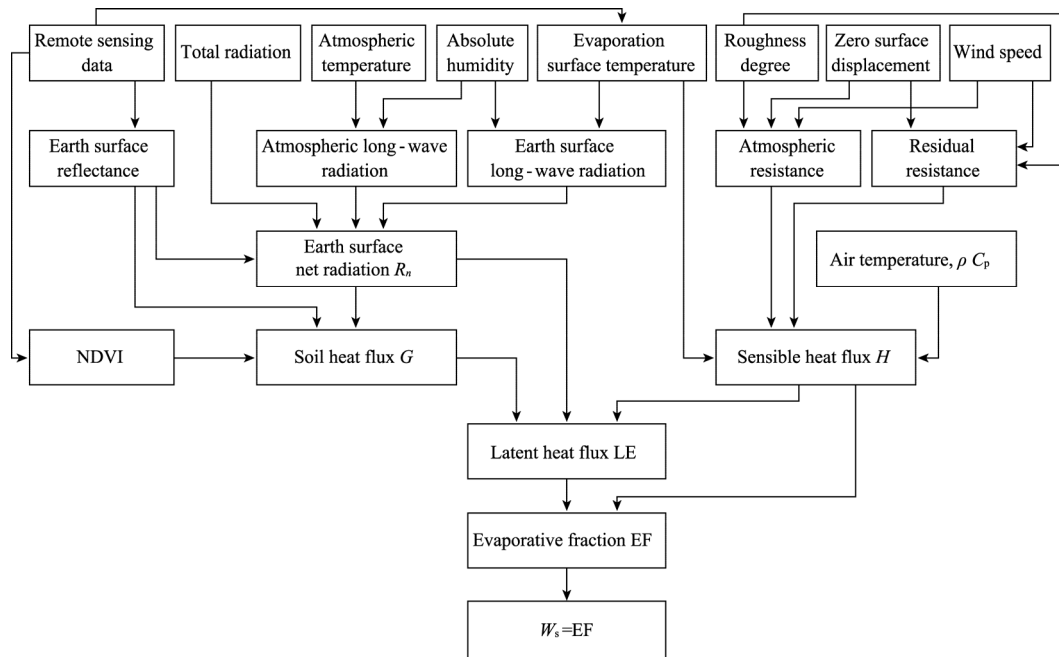 Remote sensing
data
Total radiation
Atmospheric
temperature
Absolute
humidity
Evaporation
surface temperature
Roughness
degree
Zero surface
displacement
Wind speed
Earth surface
reflectance
Atmospheric long-wave
radiation
Earth surface
long-wave radiation
Atmospheric
resistance
Residual
resistance
Earth surface
net radiation Rn
Air temperature, ρ Cp
NDVI
Soil heat flux G
Sensible heat flux H
Latent heat flux LE
Evaporative fraction EF
Ws=EF